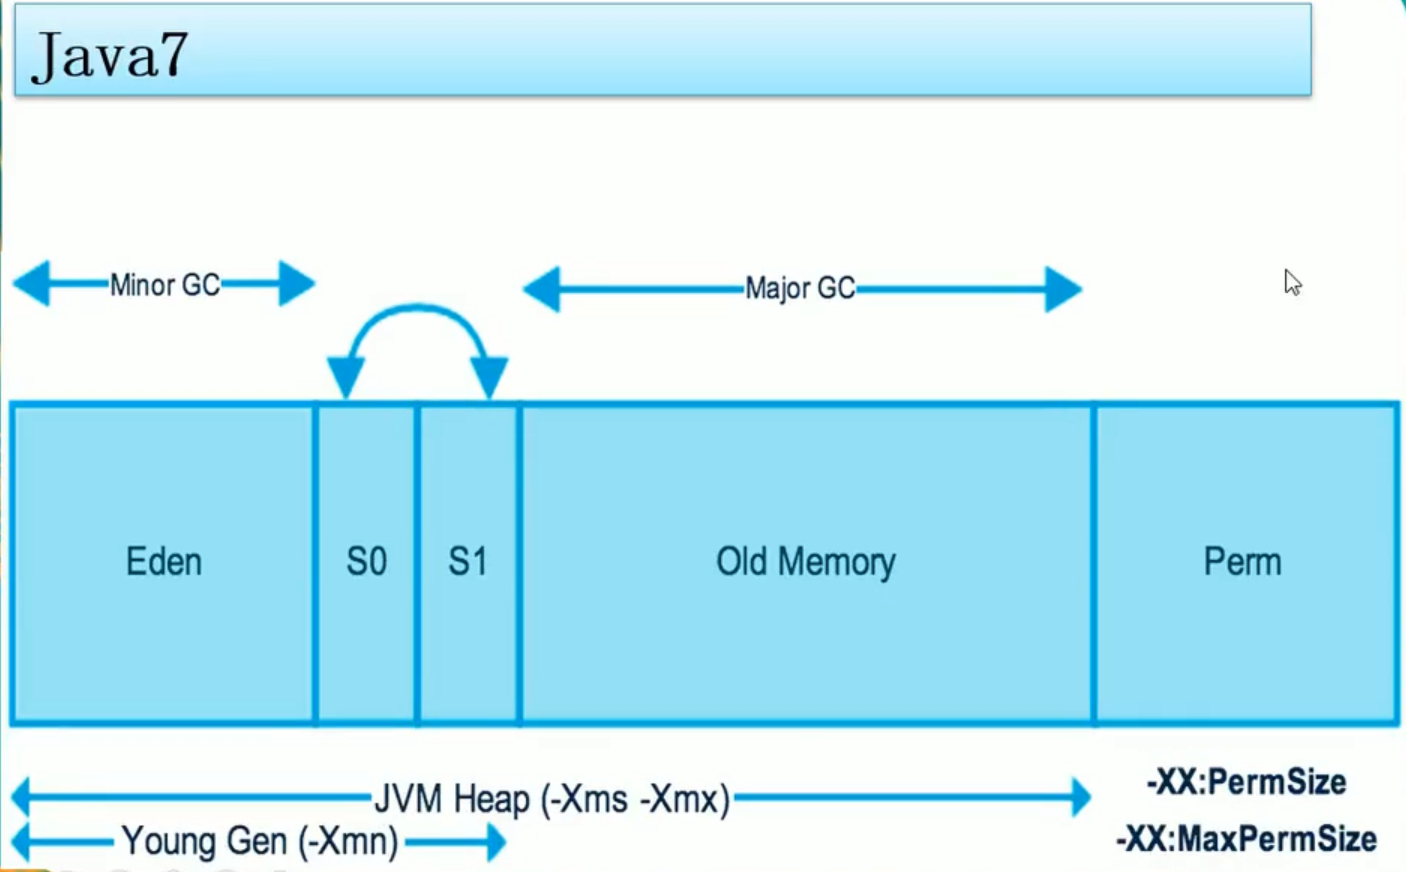 Java7
Minor GC
Major GC
Eden
S0
S1
Old Memory
Perm
JVM Heap (-Xms -Xmx)
Young Gen (-Xmn)
-XX:PermSize
-XX:MaxPermSize